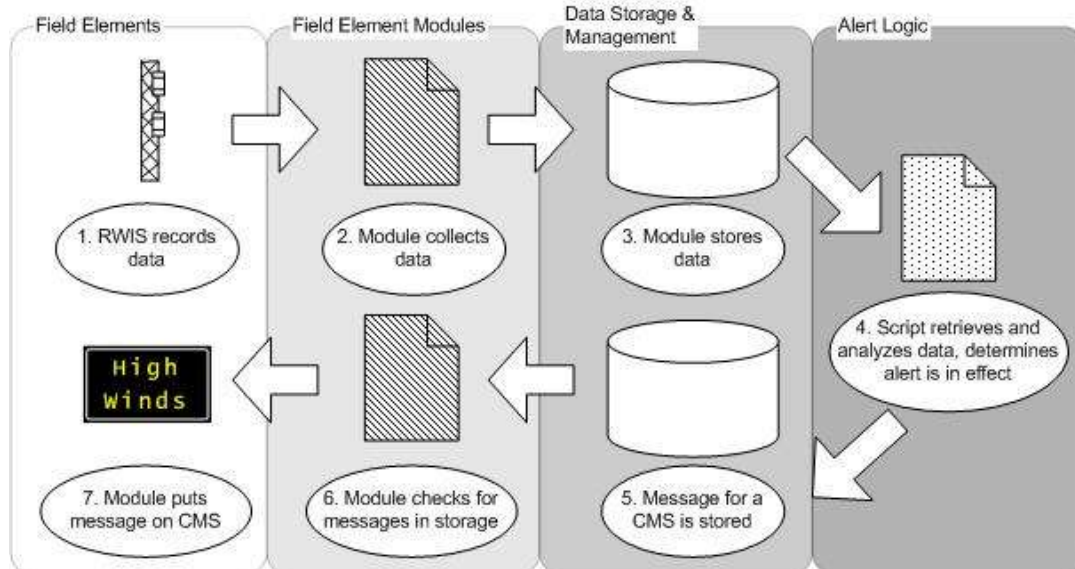 Field Elements
Field Element Modules
Data Storage &
Management
Alert Logic
1. RWIS records
data
2. Module collects
data
3. Module stores
data
4. Script retrieves and
analyzes data, determines
alert is in effect
High
Winds
7. Module puts
message on CMS
6. Module checks for
messages in storage
5. Message for a
CMS is stored